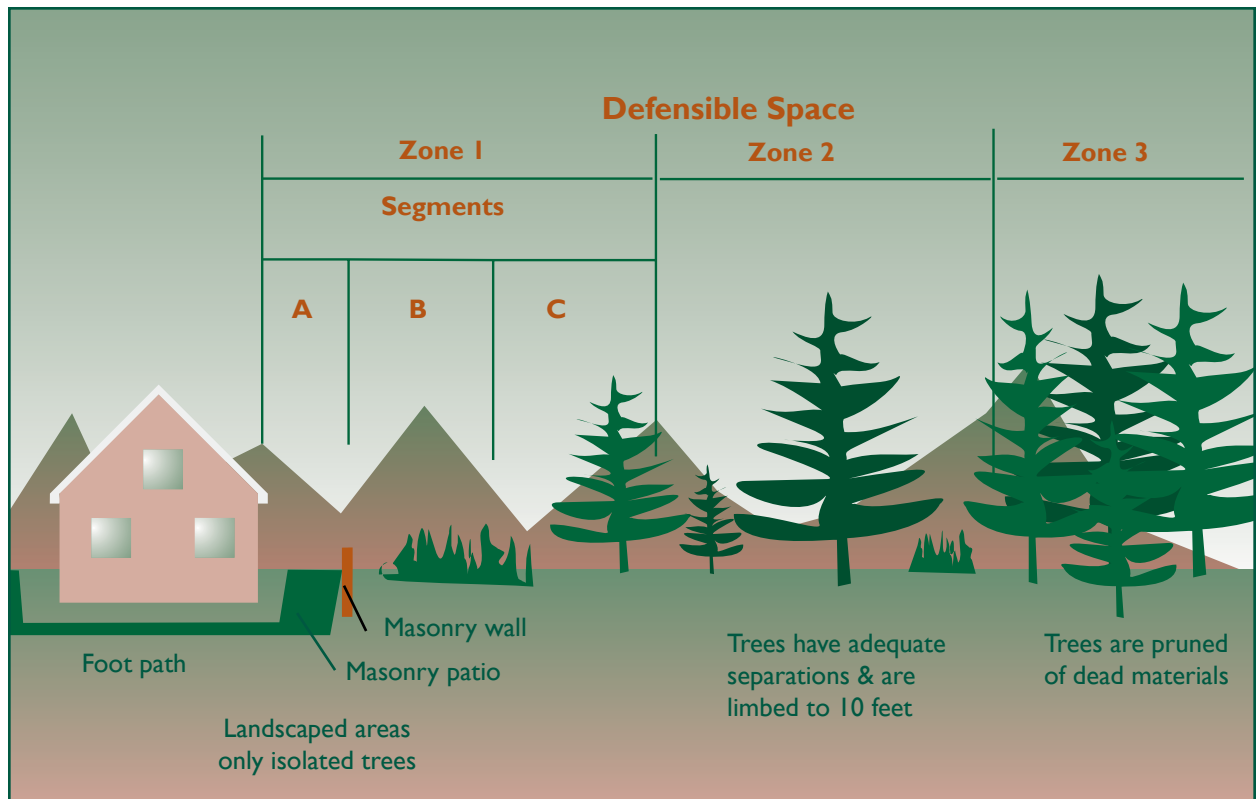 Defensible Space
Zone 1
Zone 2
Zone 3
Segments
A
B
C
Masonry wall
Masonry patio
Foot path
Landscaped areas
only isolated trees
Trees have adequate
separations & are
limbed to 10 feet
Trees are pruned
of dead materials